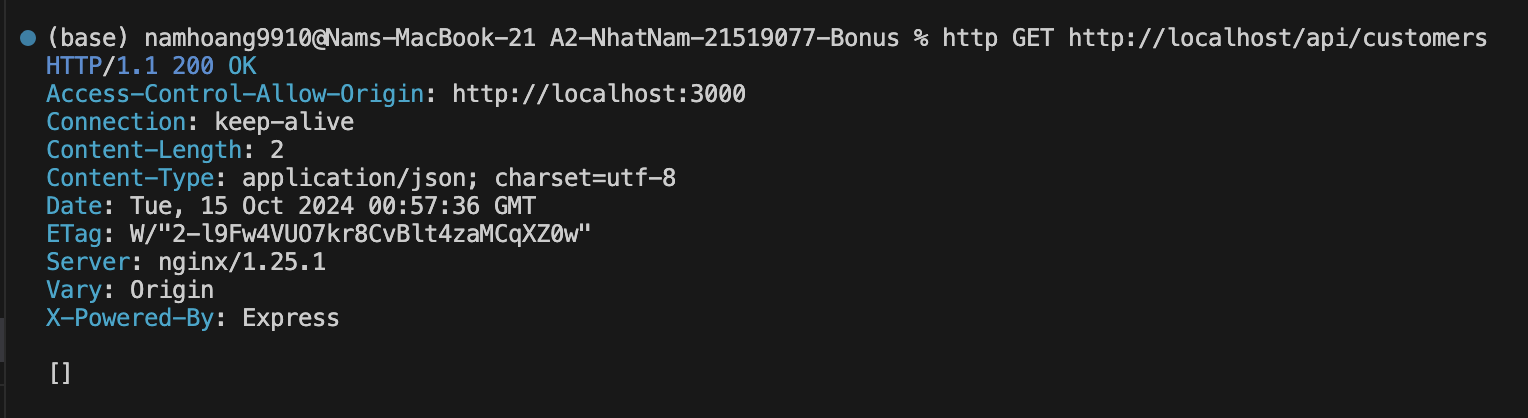 (base) namhoang9910@Nams-MacBook-21 A2-NhatNam-21519077-Bonus % http GET http://localhost/api/customers
HTTP/1.1 200 OK
Access-Control-Allow-Origin: http://localhost:3000
Connection: keep-alive
Content-Length: 2
Content-Type: application/json; charset=utf-8
Date: Tue, 15 Oct 2024 00:57:36 GMT
ETag: W/"2-l9Fw4VUO7kr8CvBlt4zaMCqXZ0w"
Server: nginx/1.25.1
Vary: Origin
X-Powered-By: Express
[]